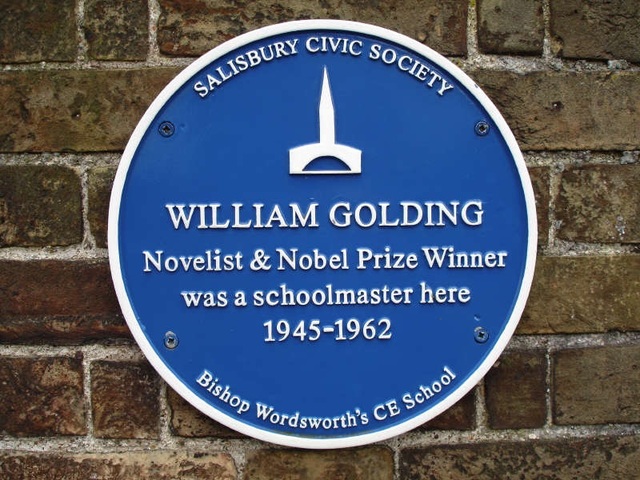 SALISBURY CIVIC SOCIETY
WILLIAM GOLDING
Novelist & Nobel Prize Winner
was a schoolmaster here
1945-1962
Bishop Wordsworth's CE School